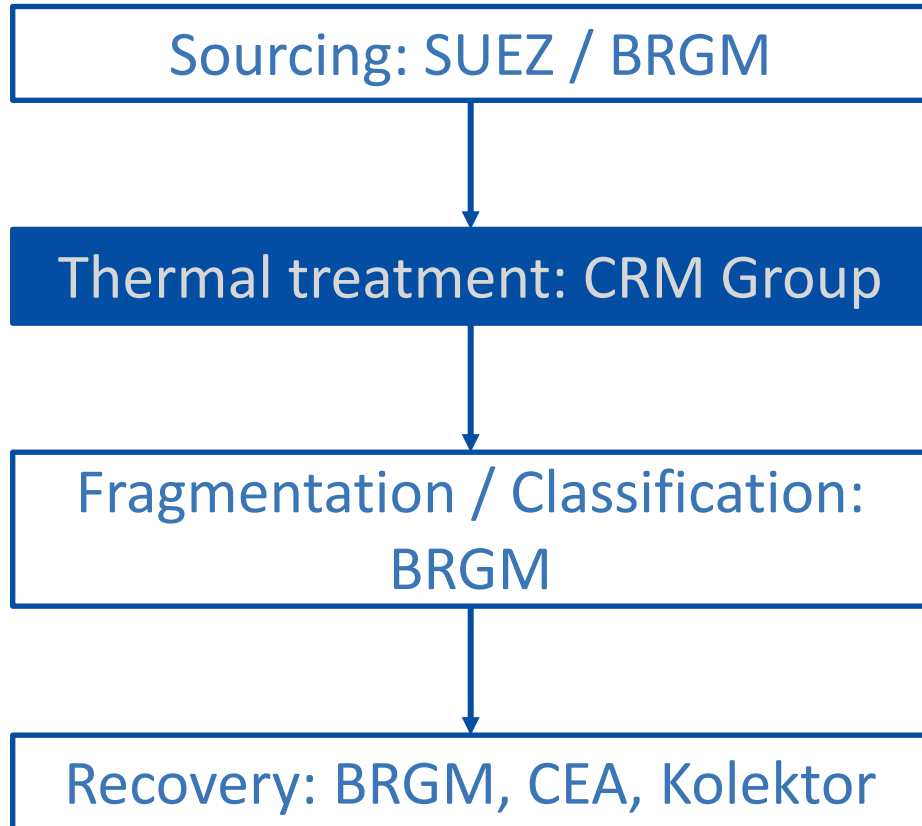 Sourcing: SUEZ / BRGM
Thermal treatment: CRM Group
Fragmentation / Classification:
BRGM
Recovery: BRGM, CEA, Kolektor